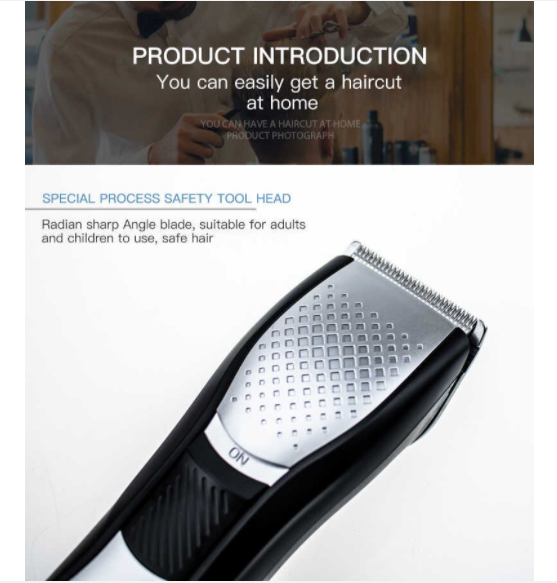 PRODUCT INTRODUCTION
You can easily get a haircut
at home
YOU CAN HAVE A HAIRCUT AT HOME
PRODUCT PHOTOGRAPH
SPECIAL PROCESS SAFETY TOOL HEAD
Radian sharp Angle blade, suitable for adults
and children to use, safe hair
ON